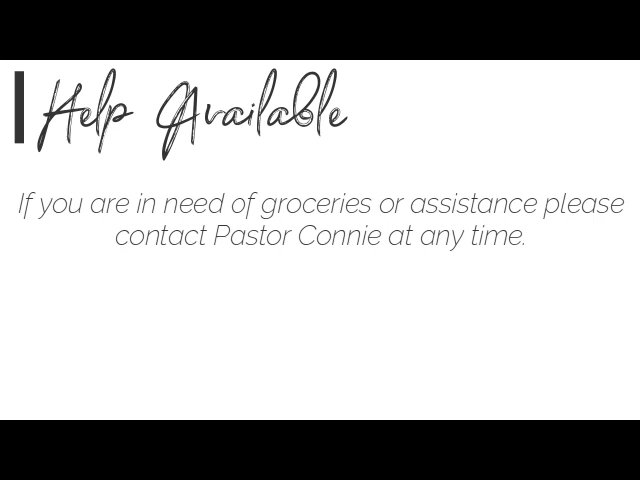 Help Available
If you are in need of groceries or assistance please
contact Pastor Connie at any time.